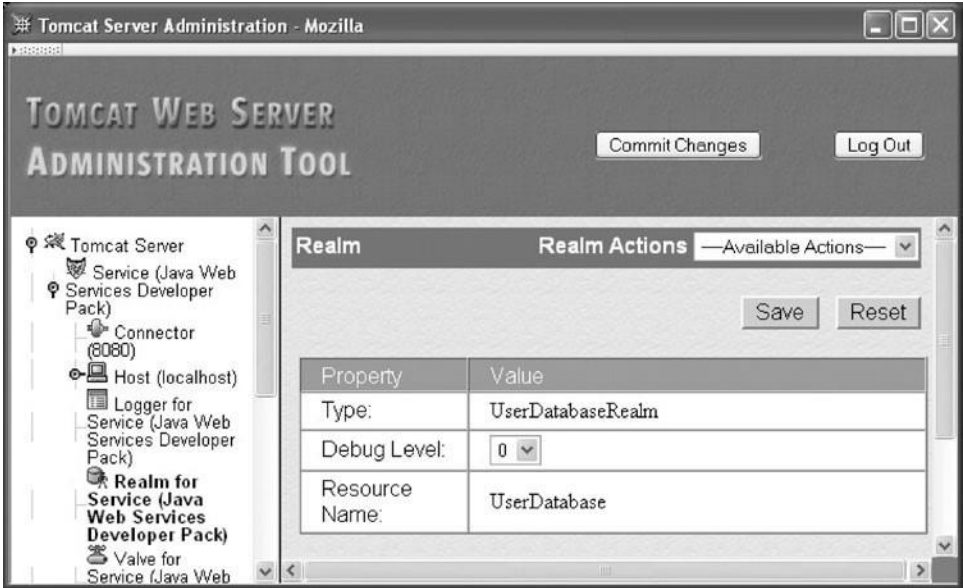 Tomcat Server Administration - Mozilla
TOMCAT WEB SERVER
ADMINISTRATION TOOL
Commit Changes
Log Out
Tomcat Server
Service (Java Web
Services Developer
Pack)
Connector
(8080)
Host (localhost)
Logger for
Service (Java Web
Services Developer
Pack)
Realm for
Service (Java
Web Services
Developer Pack)
Valve for
Service (Java Web
Realm
Realm Actions
—Available Actions—
Save
Reset
Property Value
Type: UserDatabaseRealm
Debug Level: 0
Resource
Name: UserDatabase